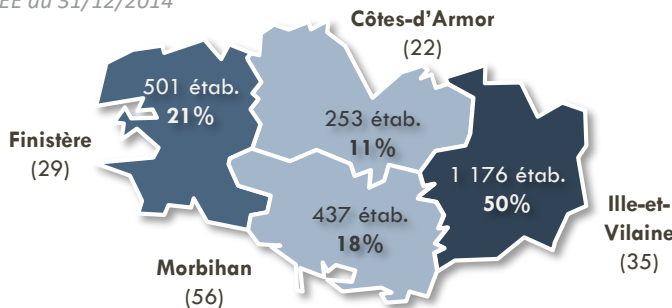 EE au 31/12/2014
Côtes-d’Armor
(22)
501 étab.
21%
253 étab.
11%
Finistère
(29)
1 176 étab.
50%
437 étab.
18%
Ille-et-
Vilaine
(35)
Morbihan
(56)